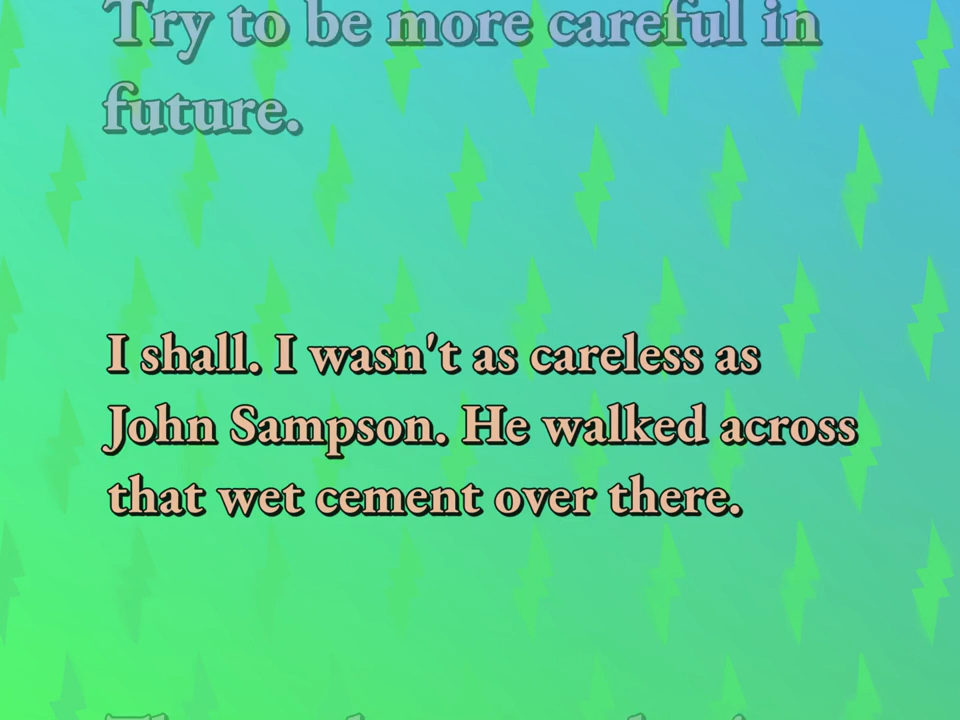 Try to be more careful in
future.
I shall. I wasn't as careless as
John Sampson. He walked across
that wet cement over there.